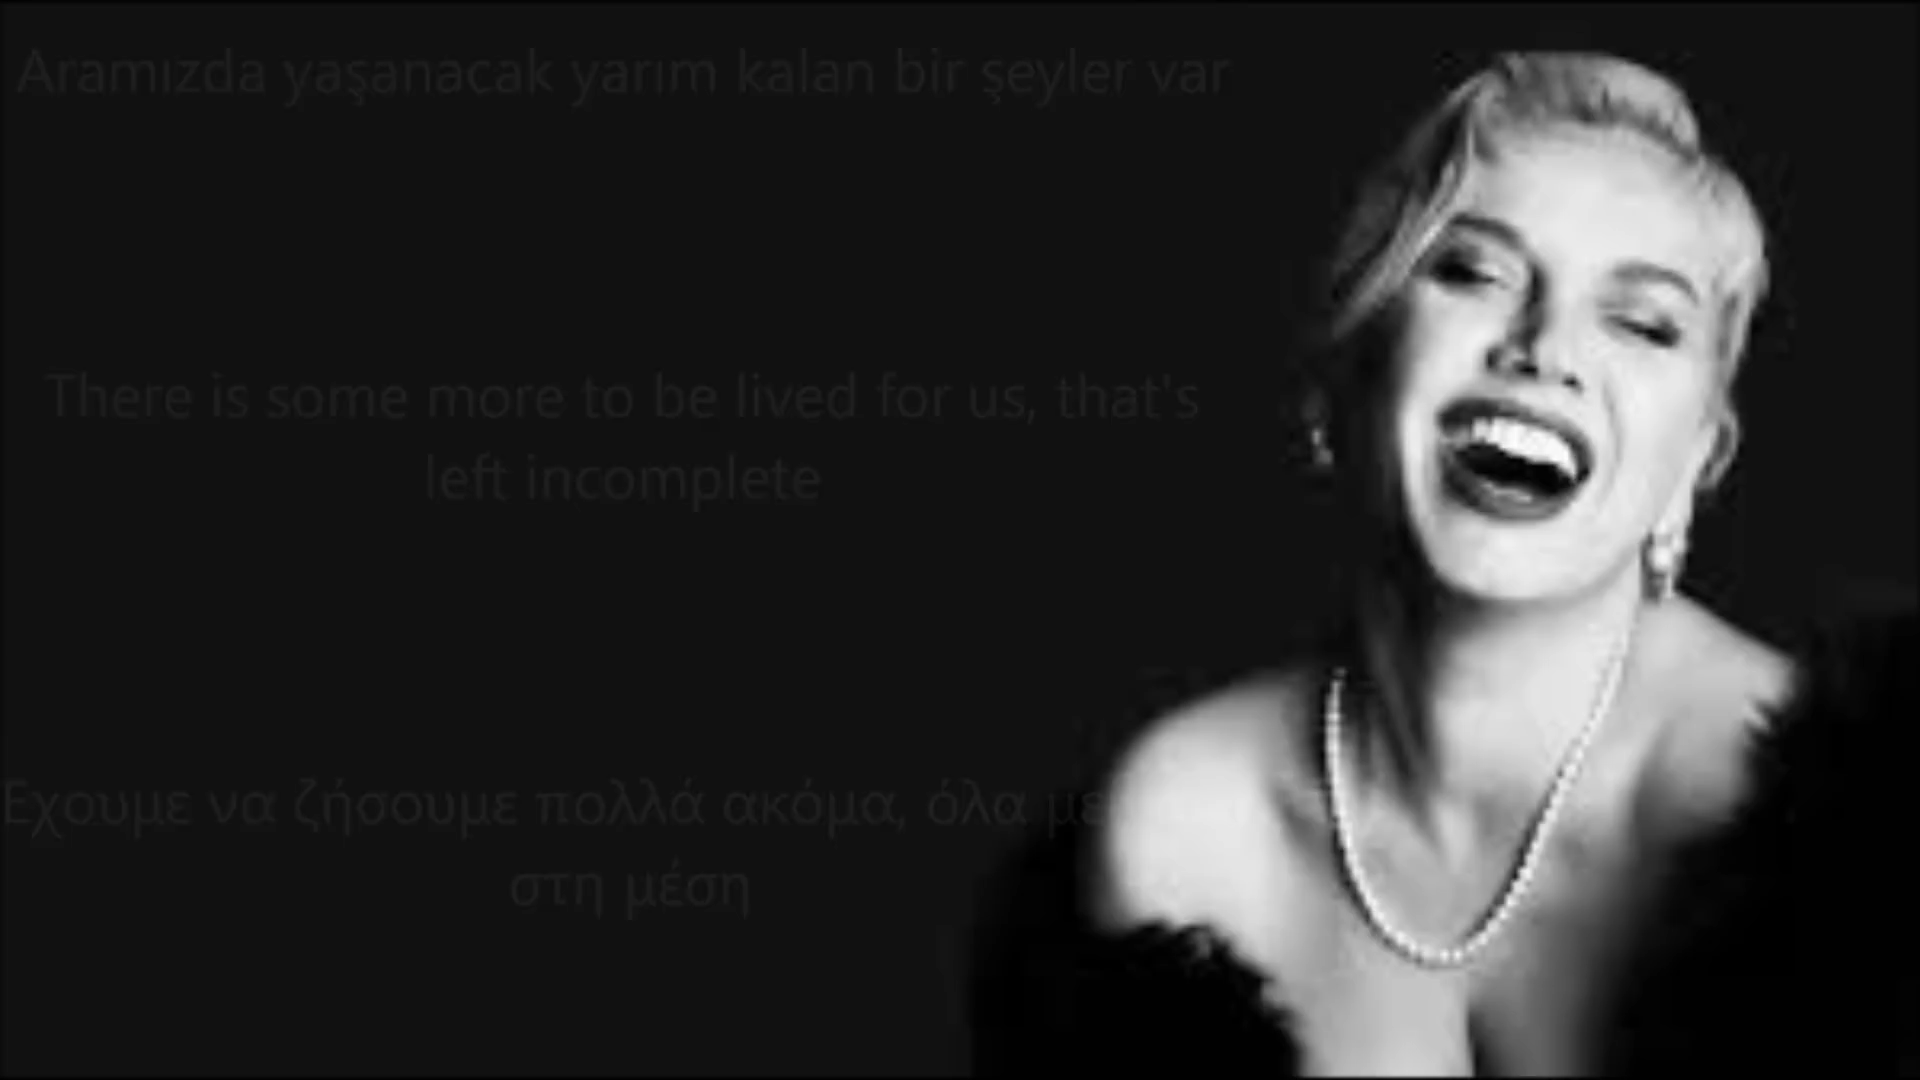 Aramızda yaşanacak yarım kalan bir şeyler var
There is some more to be lived for us, that's
left incomplete
Έχουμε να ζήσουμε πολλά ακόμα, όλα
στη μέση